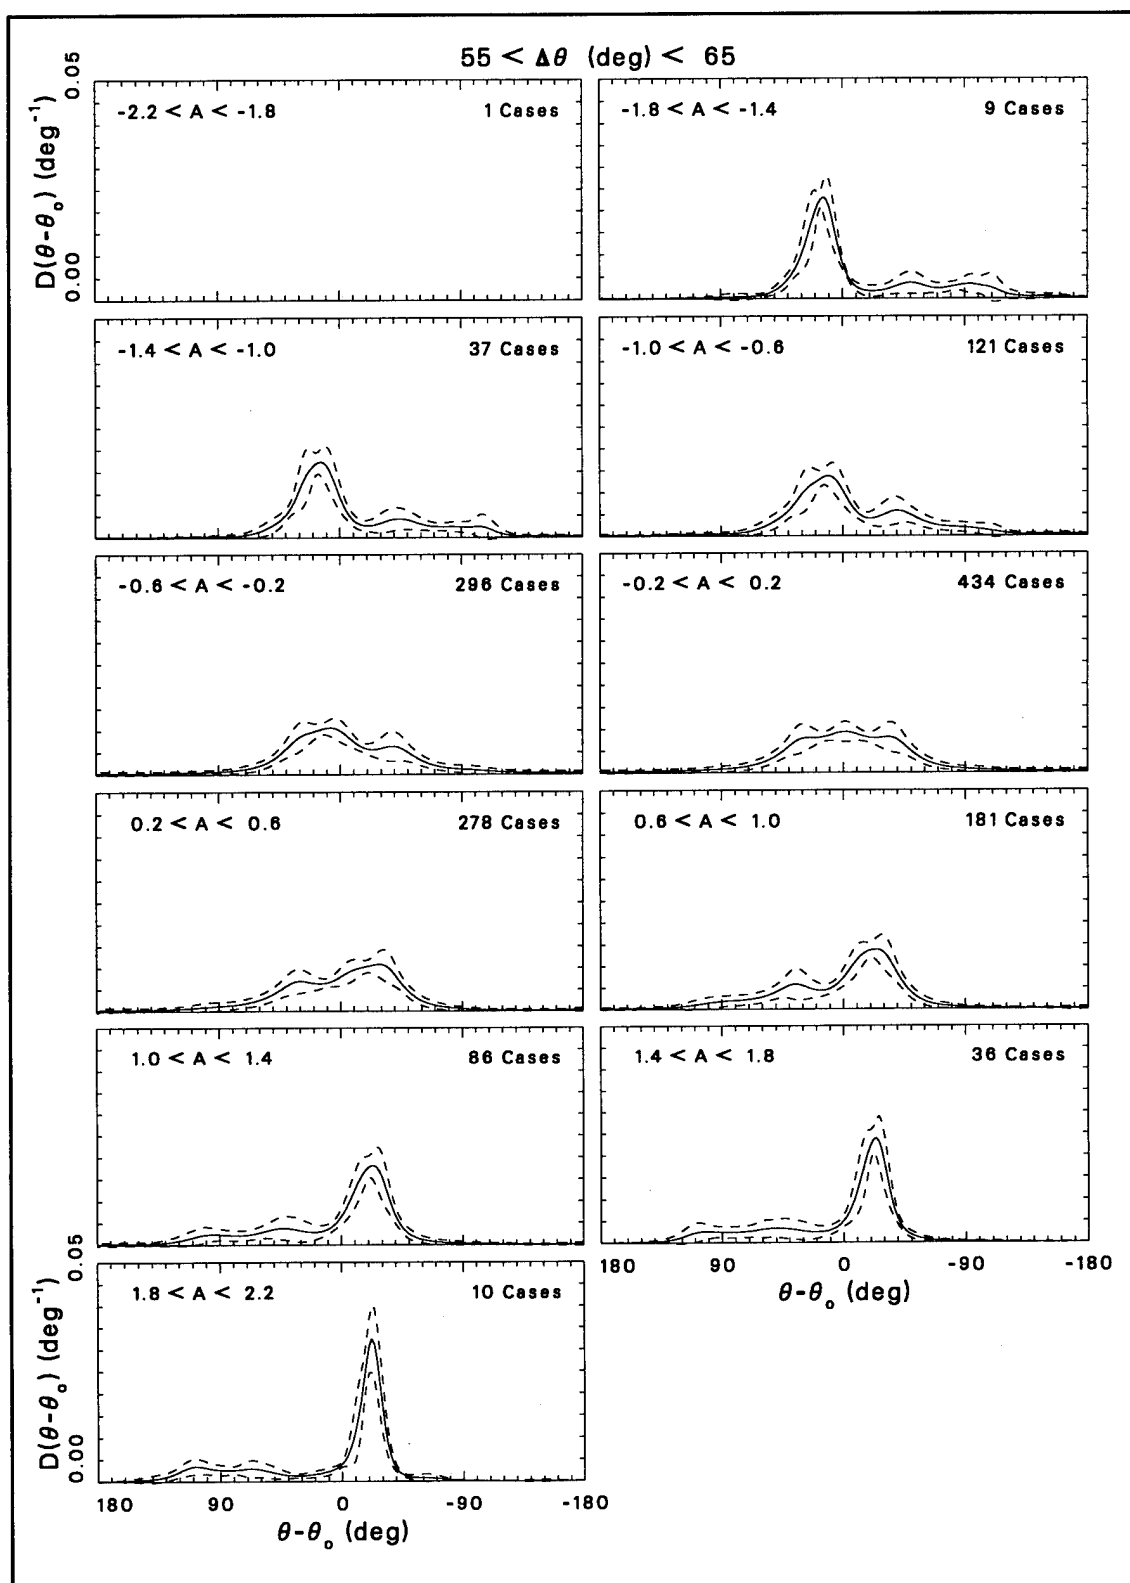 55 < Δθ (deg) < 65
0.05
D(θ-θₒ) (deg⁻¹)
0.00
-2.2 < A < -1.8 1 Cases
-1.8 < A < -1.4 9 Cases
-1.4 < A < -1.0 37 Cases
-1.0 < A < -0.6 121 Cases
-0.6 < A < -0.2 296 Cases
-0.2 < A < 0.2 434 Cases
0.2 < A < 0.6 278 Cases
0.6 < A < 1.0 181 Cases
1.0 < A < 1.4 86 Cases
1.4 < A < 1.8 36 Cases
180 90 0 -90 -180
θ-θₒ (deg)
0.05
D(θ-θₒ) (deg⁻¹)
0.00
1.8 < A < 2.2 10 Cases
180 90 0 -90 -180
θ-θₒ (deg)